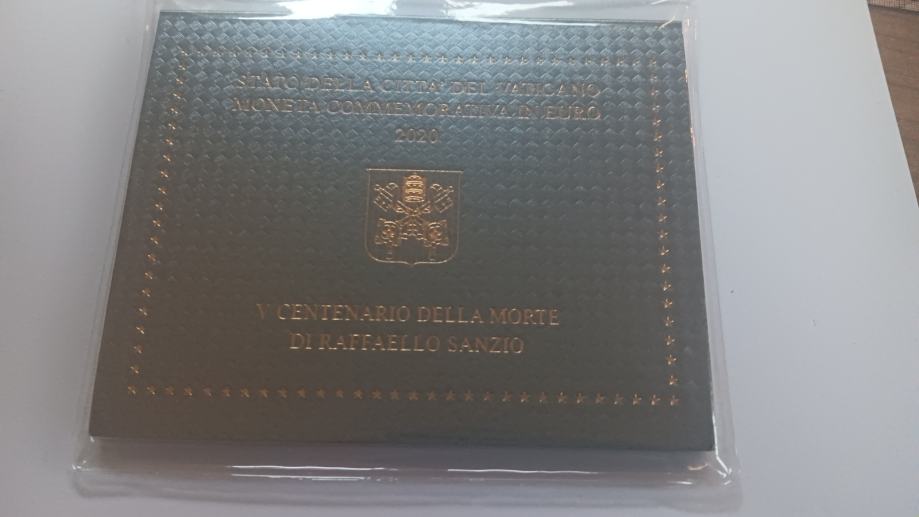 STATO DELLA CITTA' DEL VATICANO
MONETA COMMEMORATIVA IN EURO
2020
V CENTENARIO DELLA MORTE
DI RAFFAELLO SANZIO